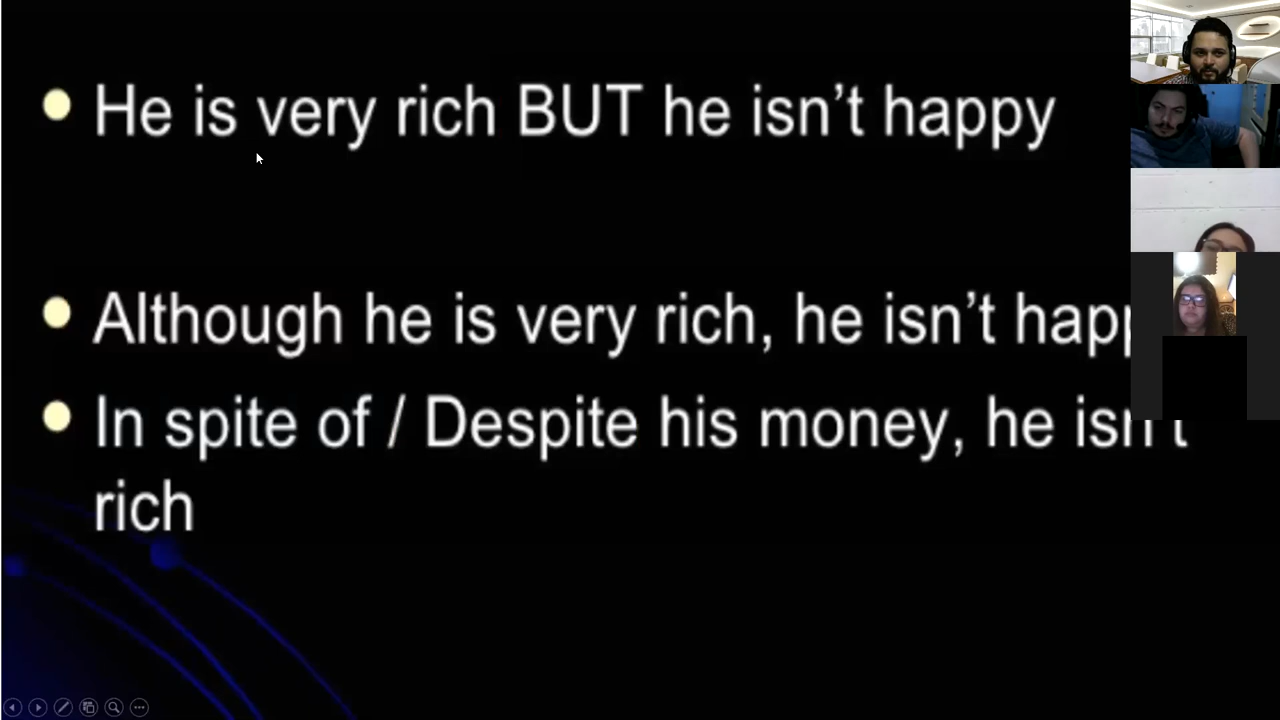 He is very rich BUT he isn’t happy
Although he is very rich, he isn’t
In spite of / Despite his money, he isn’t
rich